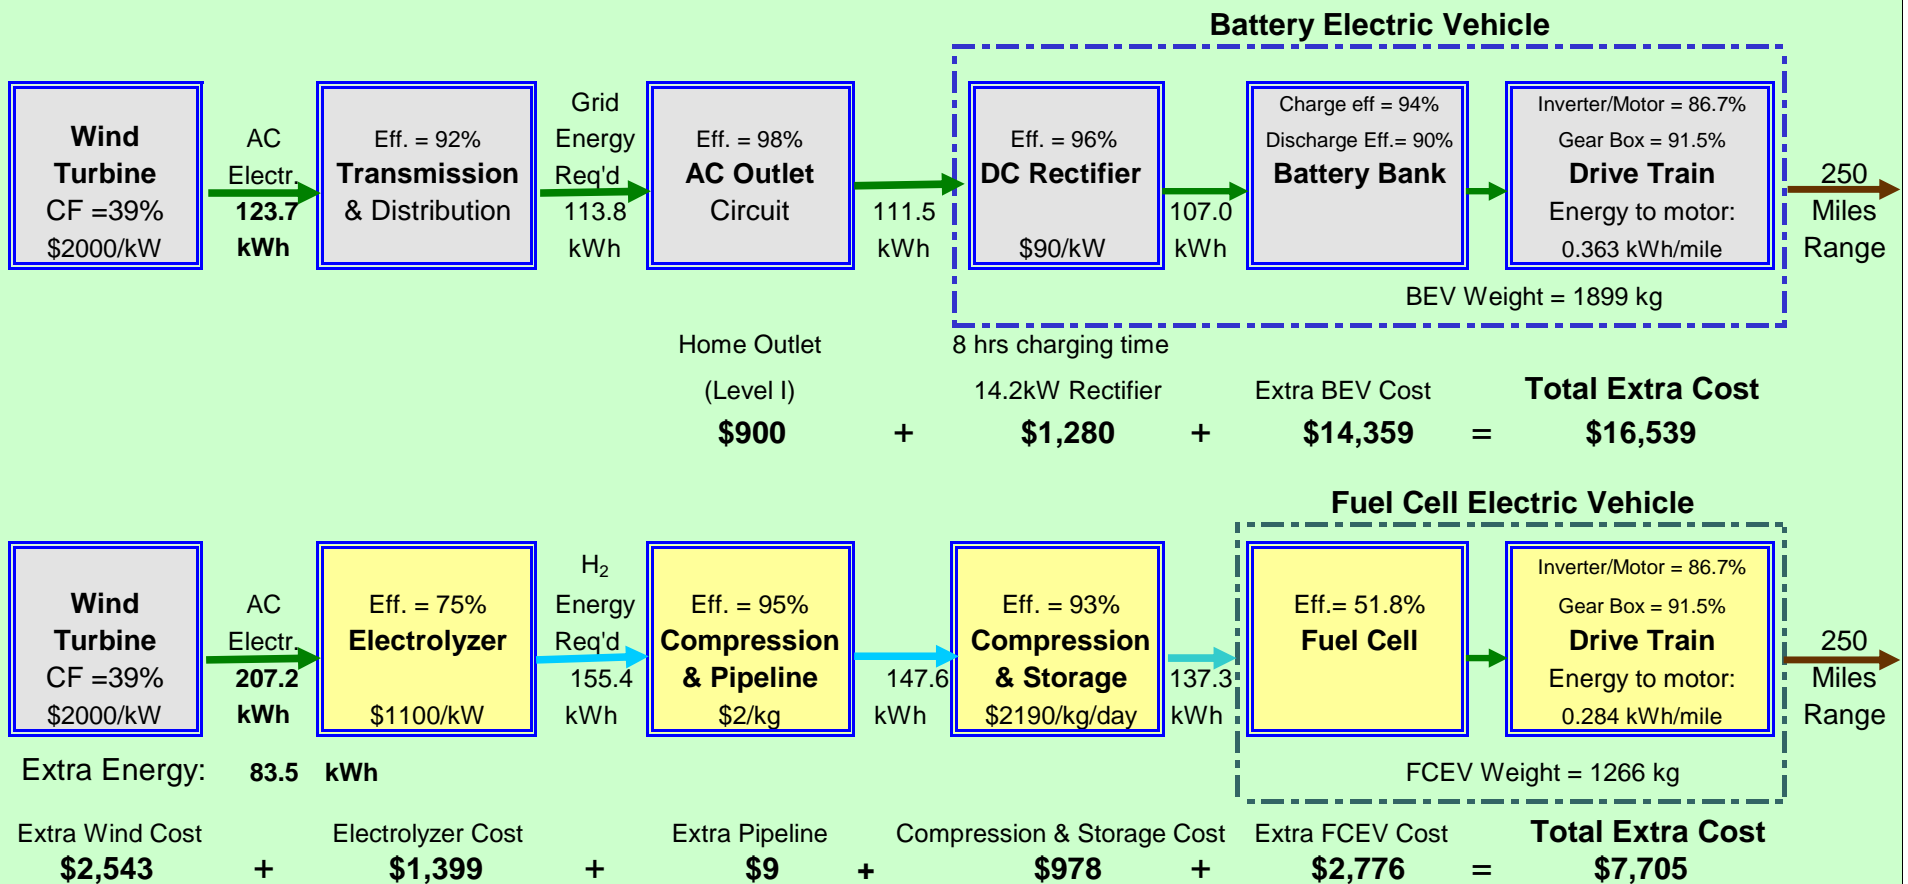 Battery Electric Vehicle
Wind
Turbine
CF =39%
$2000/kW
AC
Electr.
123.7
kWh
Eff. = 92%
Transmission
& Distribution
Grid
Energy
Req'd
113.8
kWh
Eff. = 98%
AC Outlet
Circuit
111.5
kWh
Eff. = 96%
DC Rectifier
$90/kW
107.0
kWh
Charge eff = 94%
Discharge Eff.= 90%
Battery Bank
Inverter/Motor = 86.7%
Gear Box = 91.5%
Drive Train
Energy to motor:
0.363 kWh/mile
250
Miles
Range
BEV Weight = 1899 kg
Home Outlet
(Level I)
$900
+
8 hrs charging time
14.2kW Rectifier
$1,280
+
Extra BEV Cost
$14,359
=
Total Extra Cost
$16,539
Fuel Cell Electric Vehicle
Wind
Turbine
CF =39%
$2000/kW
AC
Electr.
207.2
kWh
Eff. = 75%
Electrolyzer
$1100/kW
H₂
Energy
Req'd
155.4
kWh
Eff. = 95%
Compression
& Pipeline
$2/kg
147.6
kWh
Eff. = 93%
Compression
& Storage
$2190/kg/day
137.3
kWh
Eff.= 51.8%
Fuel Cell
Inverter/Motor = 86.7%
Gear Box = 91.5%
Drive Train
Energy to motor:
0.284 kWh/mile
250
Miles
Range
Extra Energy: 83.5 kWh
FCEV Weight = 1266 kg
Extra Wind Cost
$2,543
+
Electrolyzer Cost
$1,399
+
Extra Pipeline
$9
+
Compression & Storage Cost
$978
+
Extra FCEV Cost
$2,776
=
Total Extra Cost
$7,705